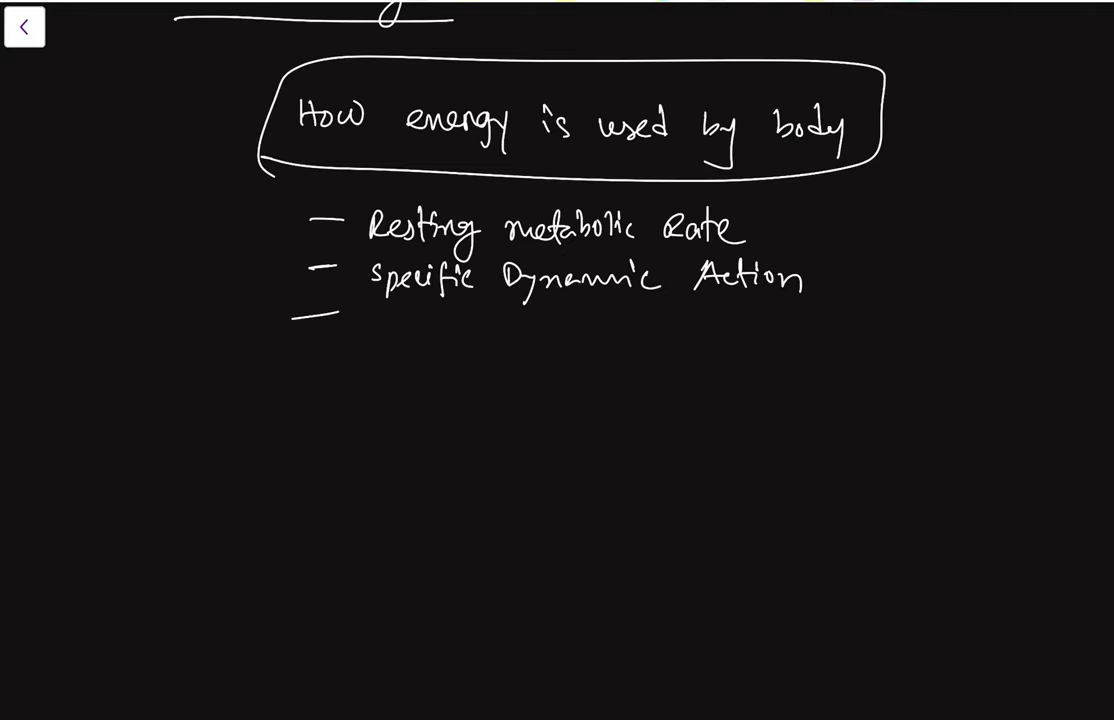 How energy is used by body
— Resting metabolic Rate
— Specific Dynamic Action
—